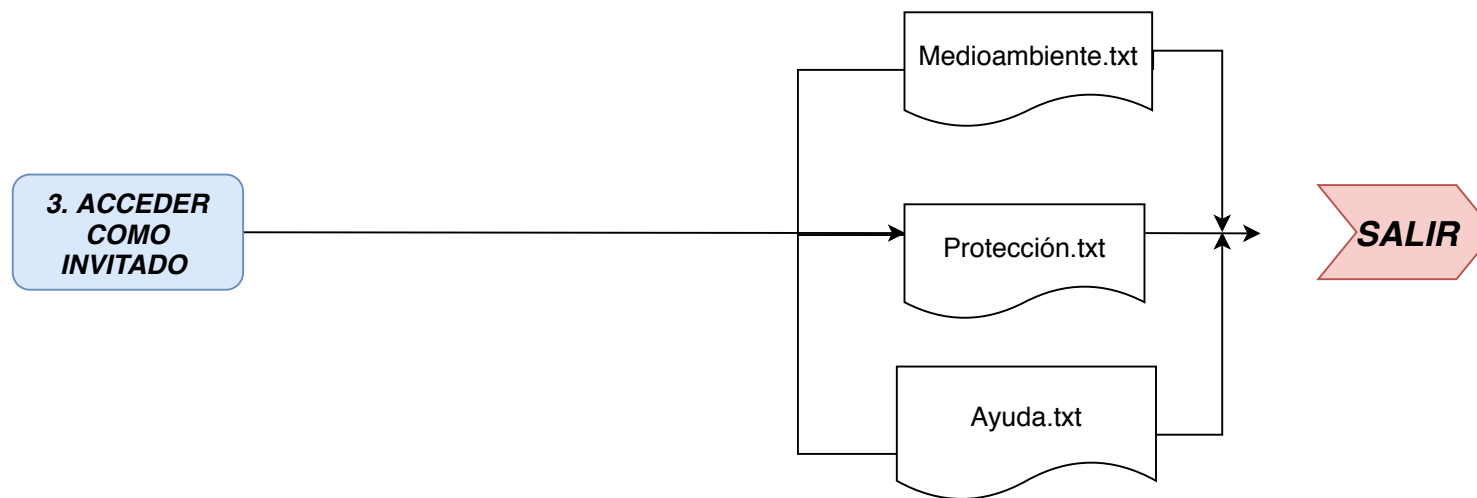 Medioambiente.txt
3. ACCEDER
COMO
INVITADO
Protección.txt
SALIR
Ayuda.txt